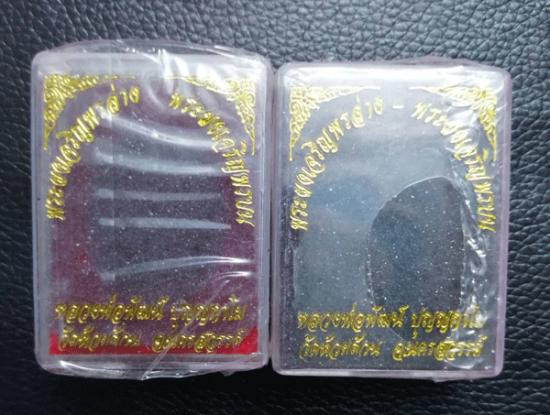 พระผงเจริญพรล่าง - พระผงเจริญพรบน
หลวงพ่อพัฒน์ ปุญญกาโม
วัดห้วยด้วน จ.นครสวรรค์
พระผงเจริญพรล่าง - พระผงเจริญพรบน
หลวงพ่อพัฒน์ ปุญญกาโม
วัดห้วยด้วน จ.นครสวรรค์